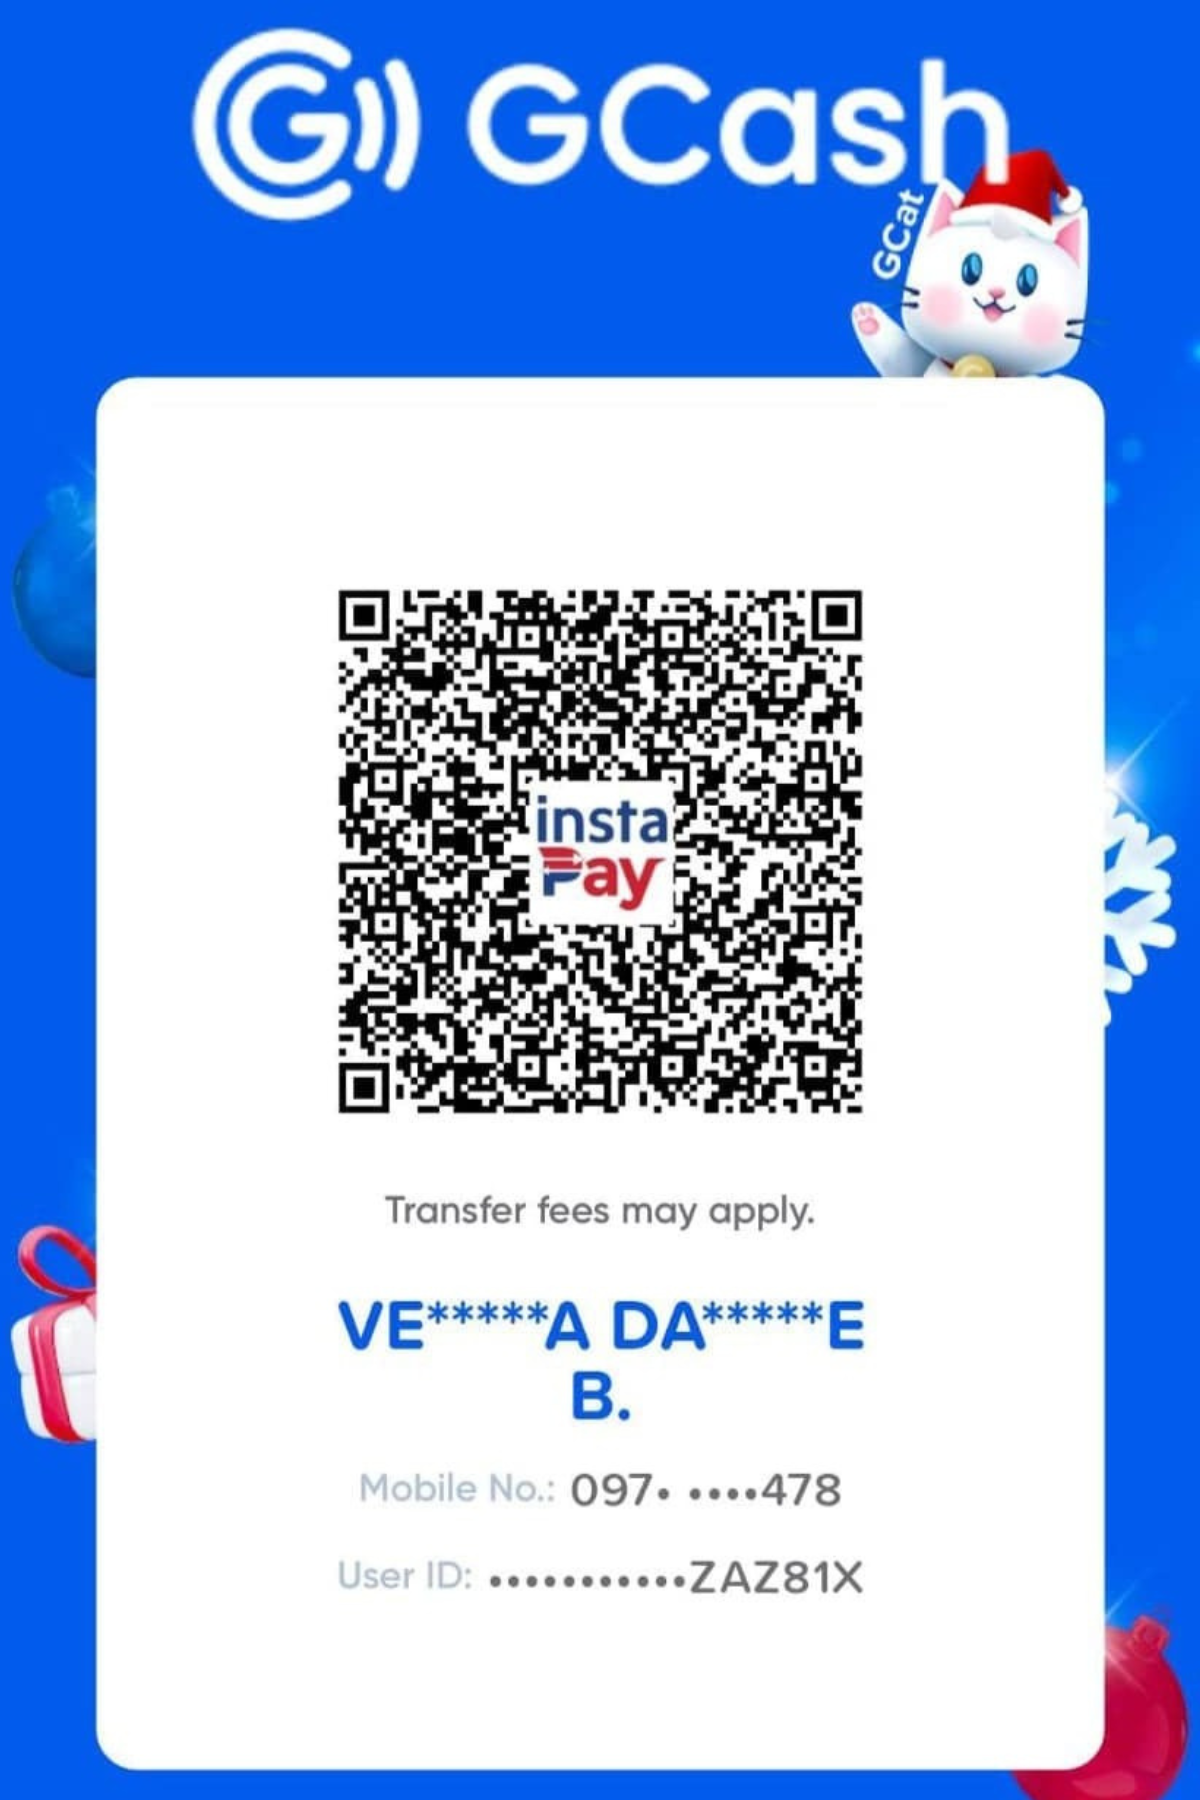 GCash
GCat
insta
Pay
Transfer fees may apply.
VE*****A DA*****E
B.
Mobile No.: 097• ••••478
User ID: •••••••••••ZAZ81X